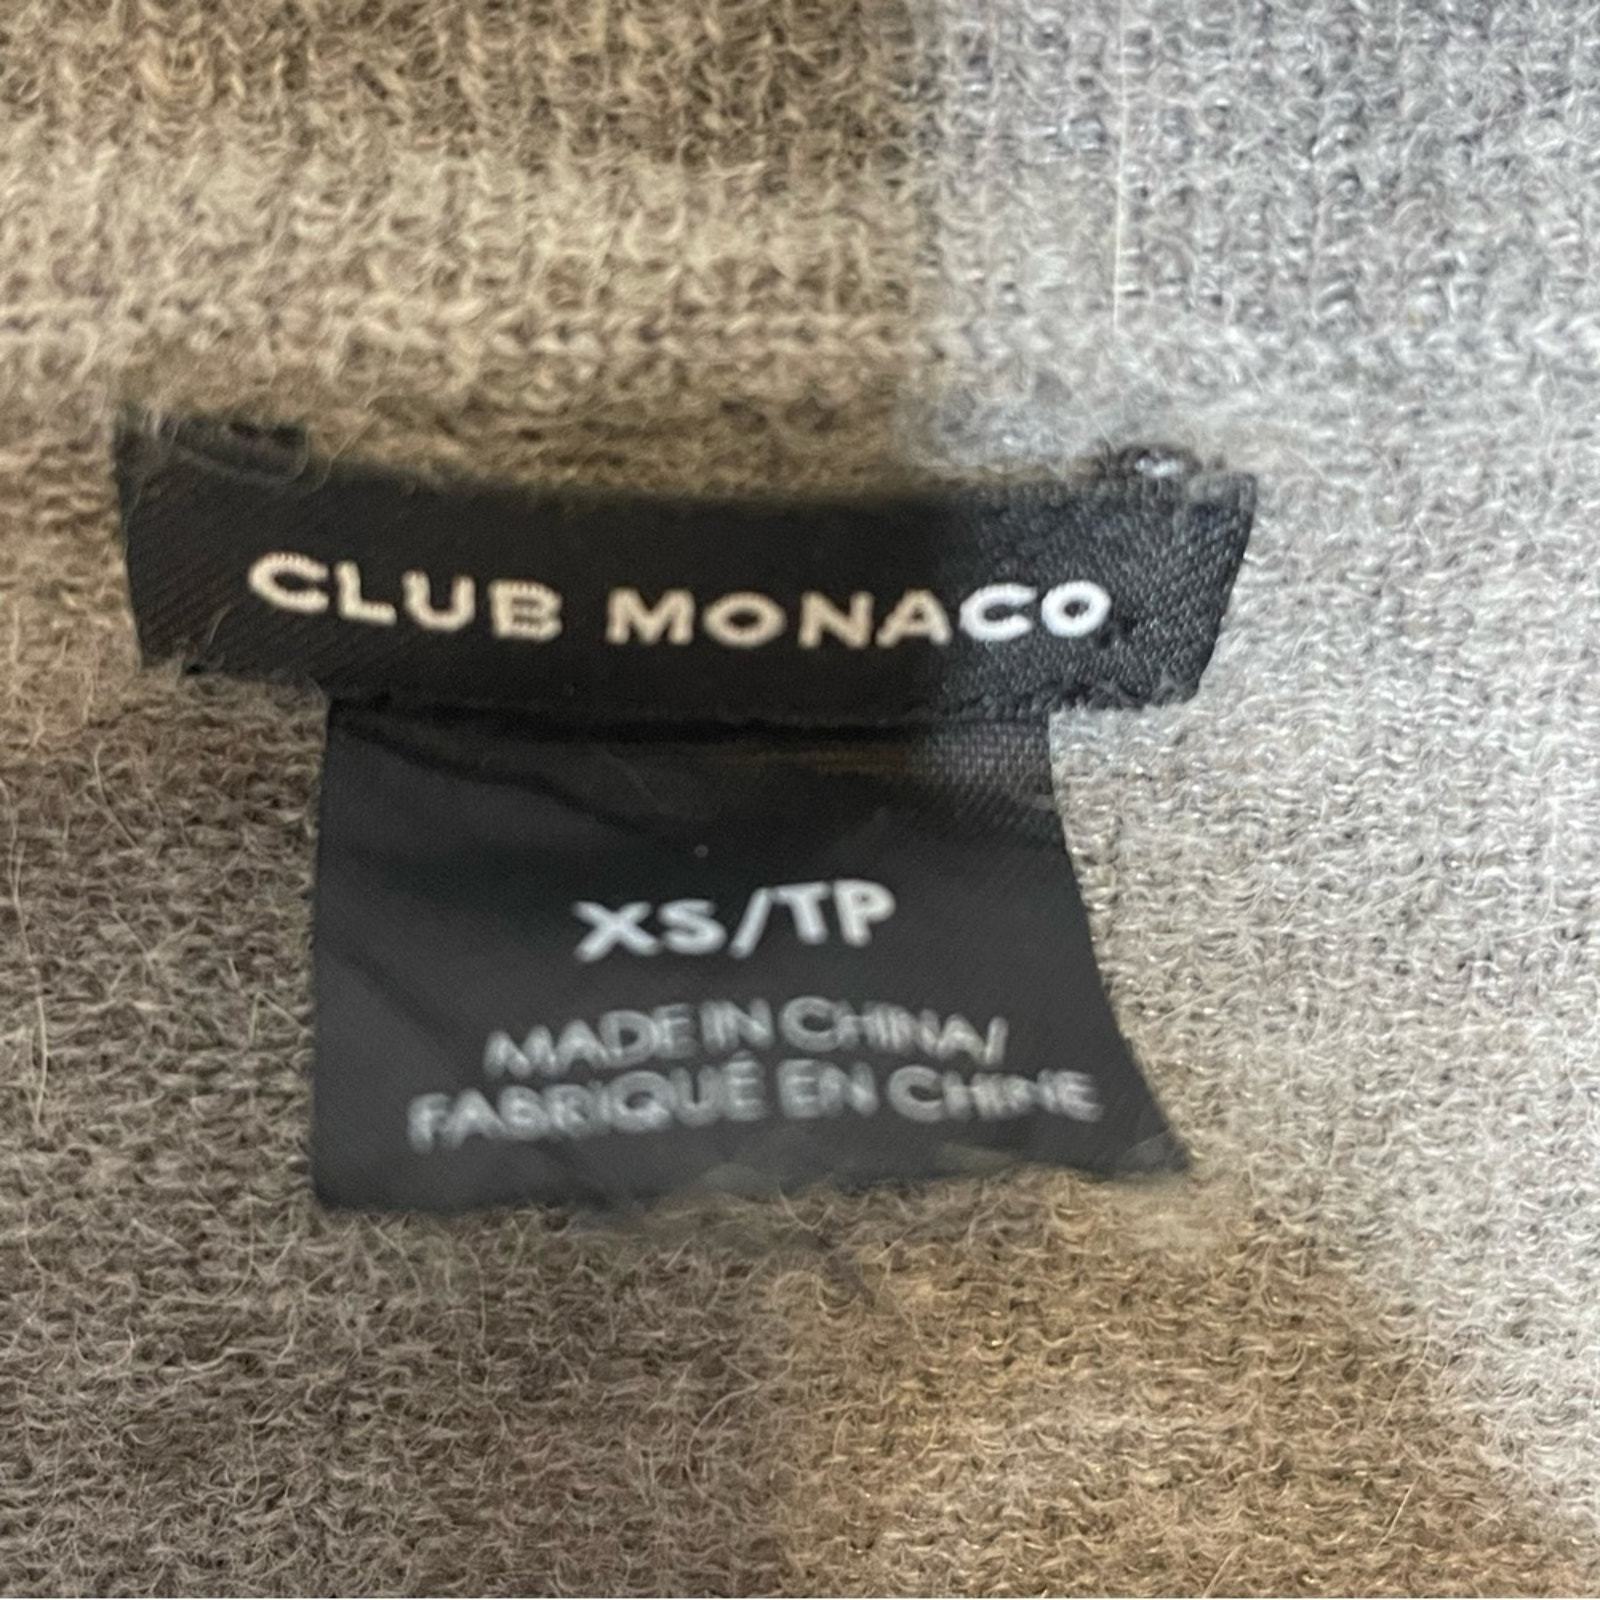 CLUB MONACO
XS/TP
MADE IN CHINA/
FABRIQUÉ EN CHINE